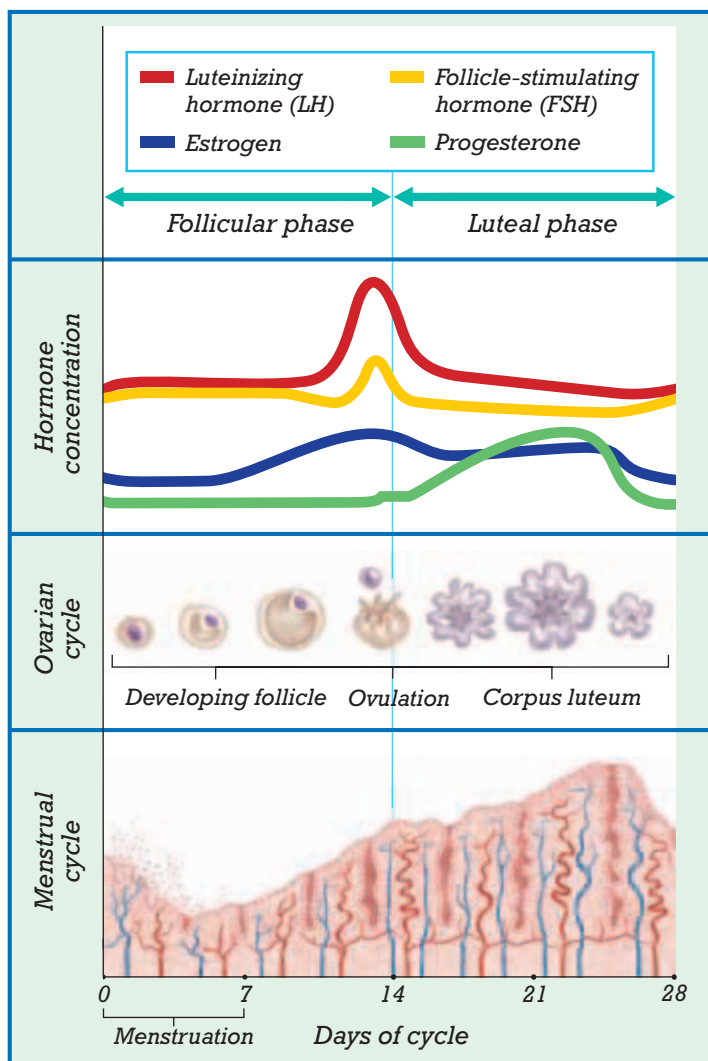 Luteinizing
hormone (LH)
Follicle-stimulating
hormone (FSH)
Estrogen
Progesterone
Follicular phase
Luteal phase
Hormone
concentration
Ovarian
cycle
Developing follicle
Ovulation
Corpus luteum
Menstrual
cycle
0
7
14
21
28
Menstruation
Days of cycle